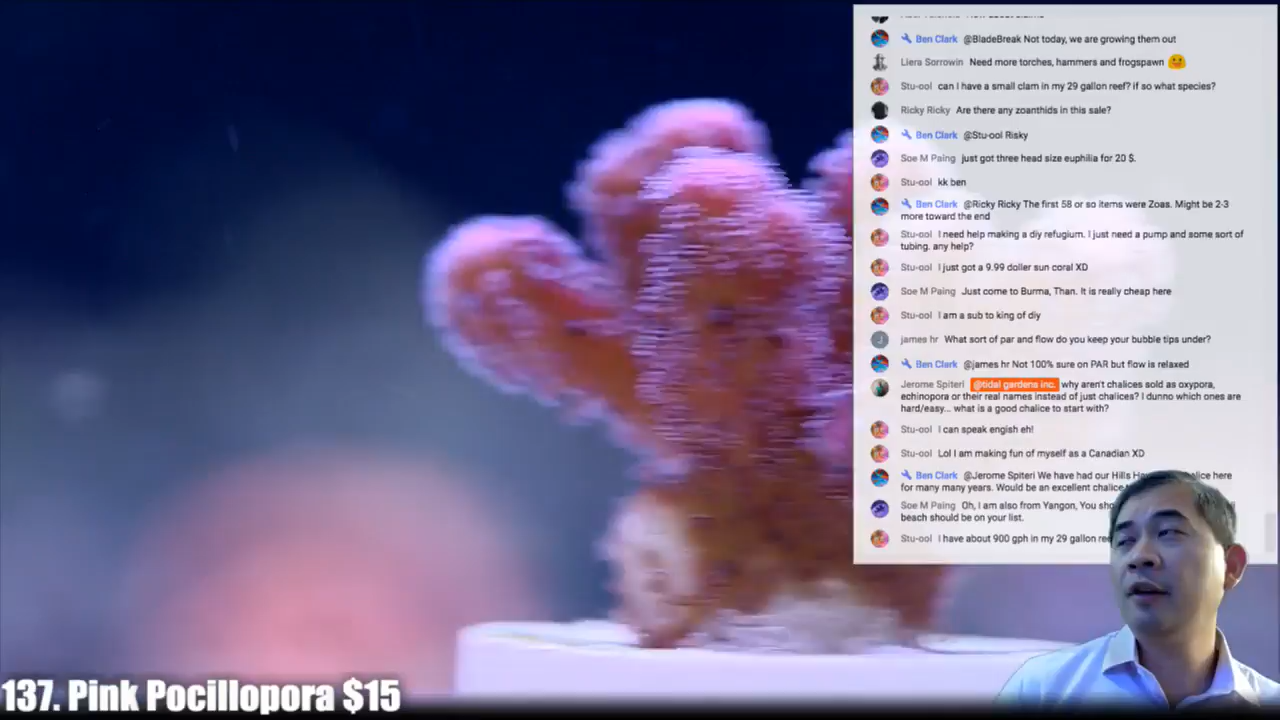 Ben Clark @BladeBreak Not today, we are growing them out
Liera Sorrowin Need more torches, hammers and frogspawn
Stu-ool can I have a small clam in my 29 gallon reef? if so what species?
Ricky Ricky Are there any zoanthids in this sale?
Ben Clark @Stu-ool Risky
Soe M Paing just got three head size euphilia for 20 $.
Stu-ool kk ben
Ben Clark @Ricky Ricky The first 58 or so items were Zoas. Might be 2-3
more toward the end
Stu-ool I need help making a diy refugium. I just need a pump and some sort of
tubing. any help?
Stu-ool I just got a 9.99 doller sun coral XD
Soe M Paing Just come to Burma, Than. It is really cheap here
Stu-ool I am a sub to king of diy
J james hr What sort of par and flow do you keep your bubble tips under?
Ben Clark @james hr Not 100% sure on PAR but flow is relaxed
Jerome Spiteri @tidal gardens inc. why aren't chalices sold as oxypora,
echinopora or their real names instead of just chalices? I dunno which ones are
hard/easy... what is a good chalice to start with?
Stu-ool I can speak engish eh!
Stu-ool Lol I am making fun of myself as a Canadian XD
Ben Clark @Jerome Spiteri We have had our Hills here
for many many years. Would be an excellent chalice
Soe M Paing Oh, I am also from Yangon, You
beach should be on your list.
Stu-ool I have about 900 gph in my 29 gallon
137. Pink Pocillopora $15